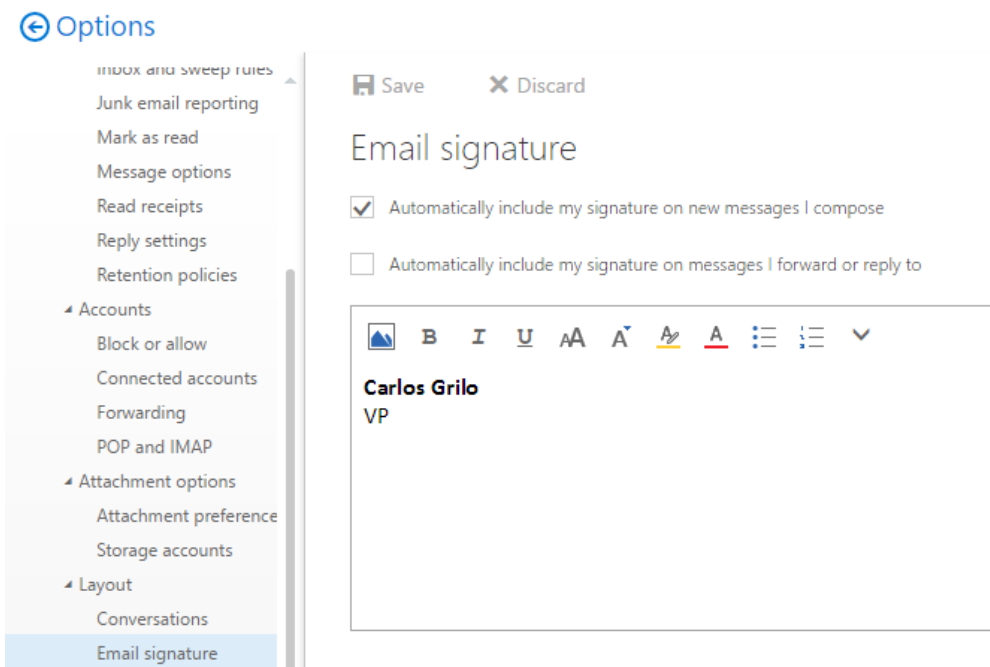 Options
Inbox and sweep rules
Junk email reporting
Mark as read
Message options
Read receipts
Reply settings
Retention policies
Accounts
Block or allow
Connected accounts
Forwarding
POP and IMAP
Attachment options
Attachment preference
Storage accounts
Layout
Conversations
Email signature
Save Discard
Email signature
Automatically include my signature on new messages I compose
Automatically include my signature on messages I forward or reply to
B I U AA A A A
Carlos Grilo
VP